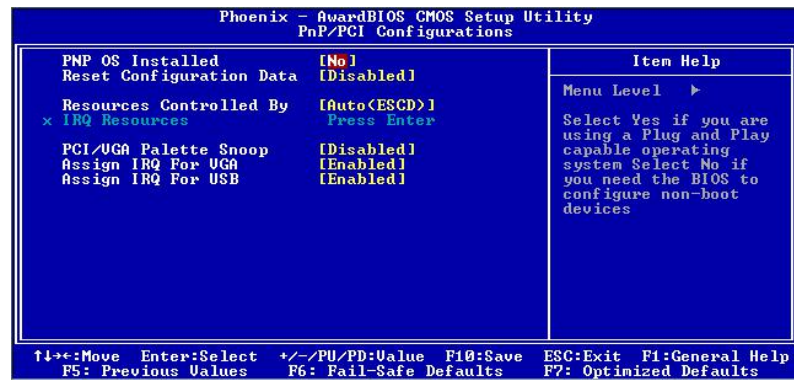 Phoenix - AwardBIOS CMOS Setup Utility
PnP/PCI Configurations
PNP OS Installed [No]
Reset Configuration Data [Disabled]
Resources Controlled By [Auto(ESCD)]
x IRQ Resources Press Enter
PCI/VGA Palette Snoop [Disabled]
Assign IRQ For VGA [Enabled]
Assign IRQ For USB [Enabled]
Item Help
Menu Level ▶
Select Yes if you are
using a Plug and Play
capable operating
system Select No if
you need the BIOS to
configure non-boot
devices
↑↓→←:Move Enter:Select +/-/PU/PD:Value F10:Save ESC:Exit F1:General Help
F5: Previous Values F6: Fail-Safe Defaults F7: Optimized Defaults